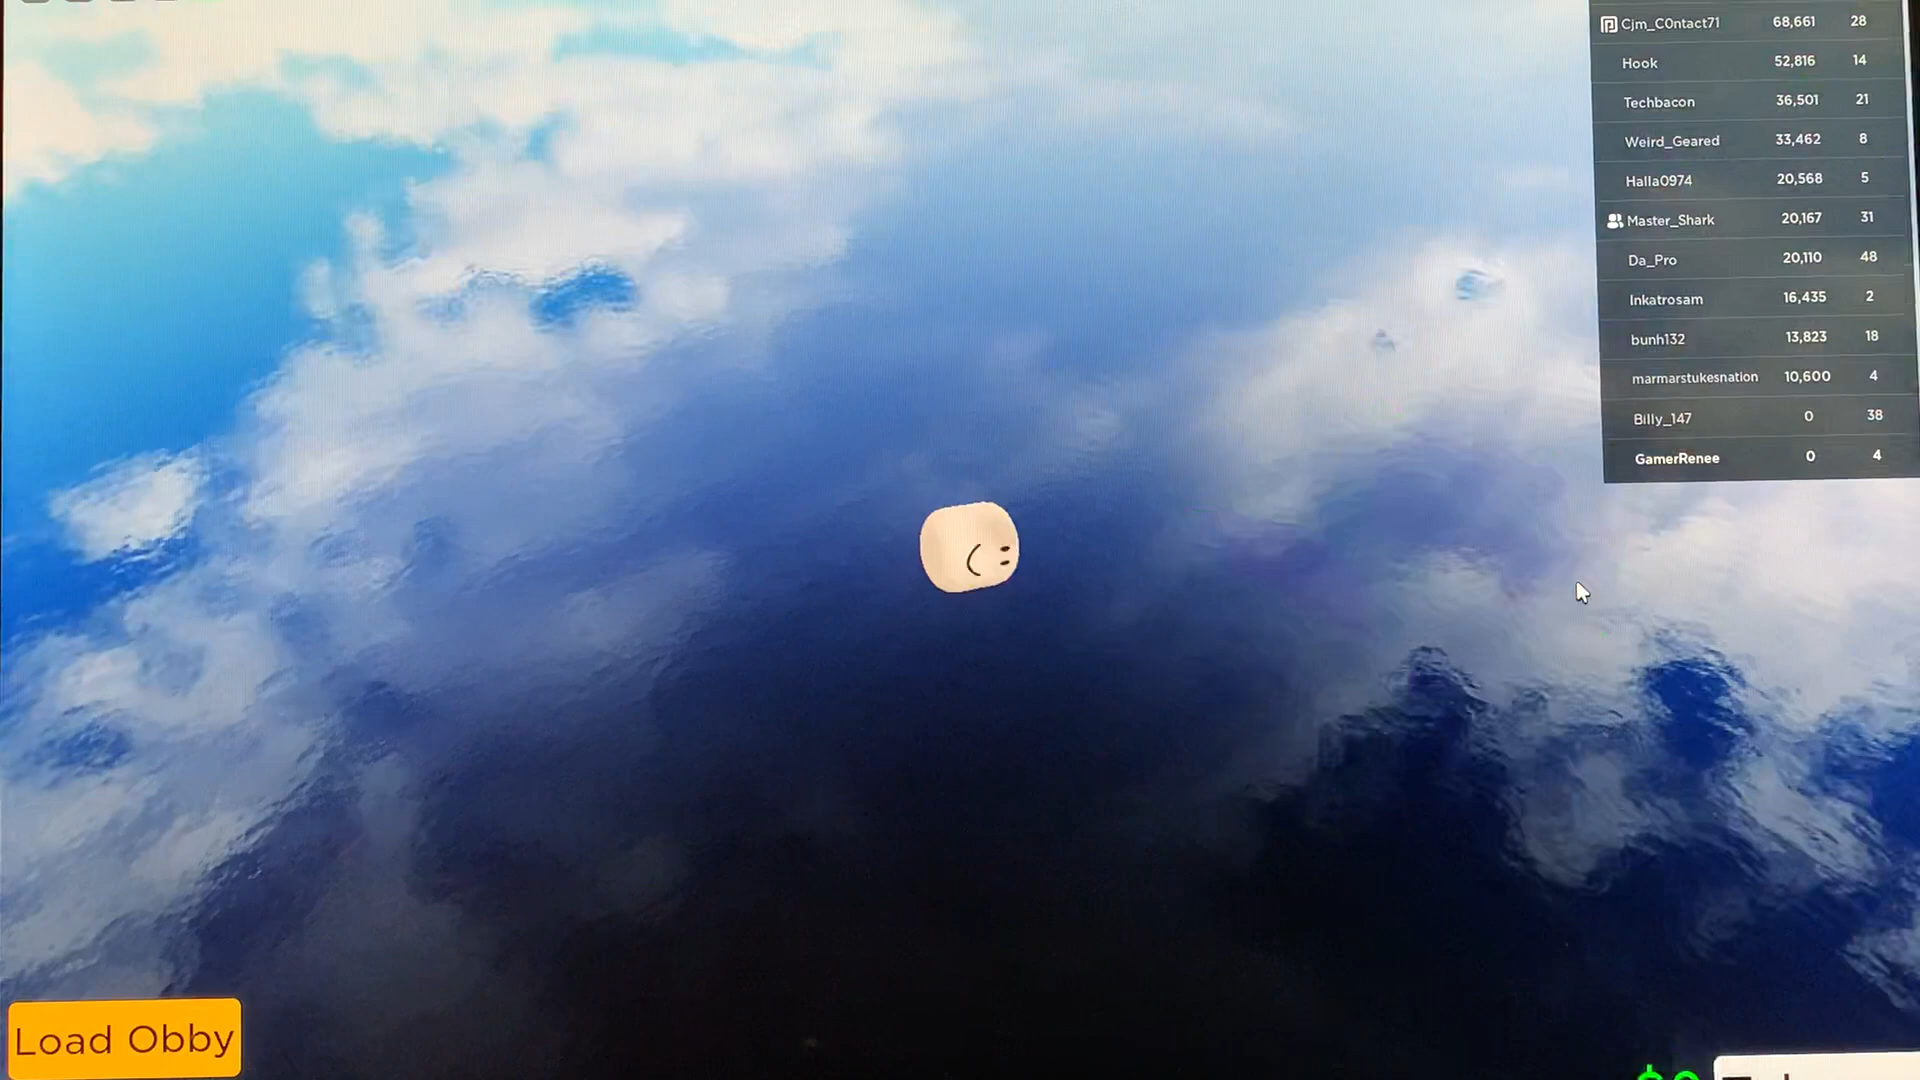 Cjm_C0ntact71 68,661 28
Hook 52,816 14
Techbacon 36,501 21
Weird_Geared 33,462 8
Halla0974 20,568 5
Master_Shark 20,167 31
Da_Pro 20,110 48
Inkatrosam 16,435 2
bunh132 13,823 18
marmarstukesnation 10,600 4
Billy_147 0 38
GamerRenee 0 4
Load Obby